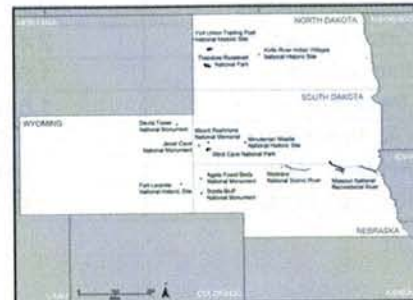 NORTH DAKOTA
Fort Union Trading Post
National Historic Site
Knife River Indian Villages
National Historic Site
Theodore Roosevelt
National Park
SOUTH DAKOTA
WYOMING
Devils Tower
National Monument
Mount Rushmore
National Memorial
Jewel Cave
National Monument
Minuteman Missile
National Historic Site
Wind Cave National Park
Agate Fossil Beds
National Monument
Niobrara
National Scenic River
Missouri National
Recreational River
Fort Laramie
National Historic Site
Scotts Bluff
National Monument
NEBRASKA
COLORADO
KANSAS